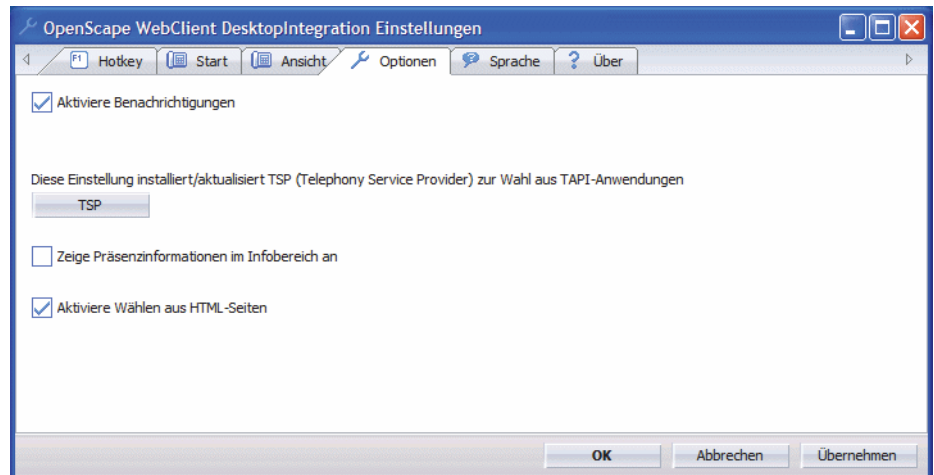 OpenScape WebClient DesktopIntegration Einstellungen
F1 Hotkey Start Ansicht Optionen Sprache ? Über
Aktiviere Benachrichtigungen
Diese Einstellung installiert/aktualisiert TSP (Telephony Service Provider) zur Wahl aus TAPI-Anwendungen
TSP
Zeige Präsenzinformationen im Infobereich an
Aktiviere Wählen aus HTML-Seiten
OK Abbrechen Übernehmen